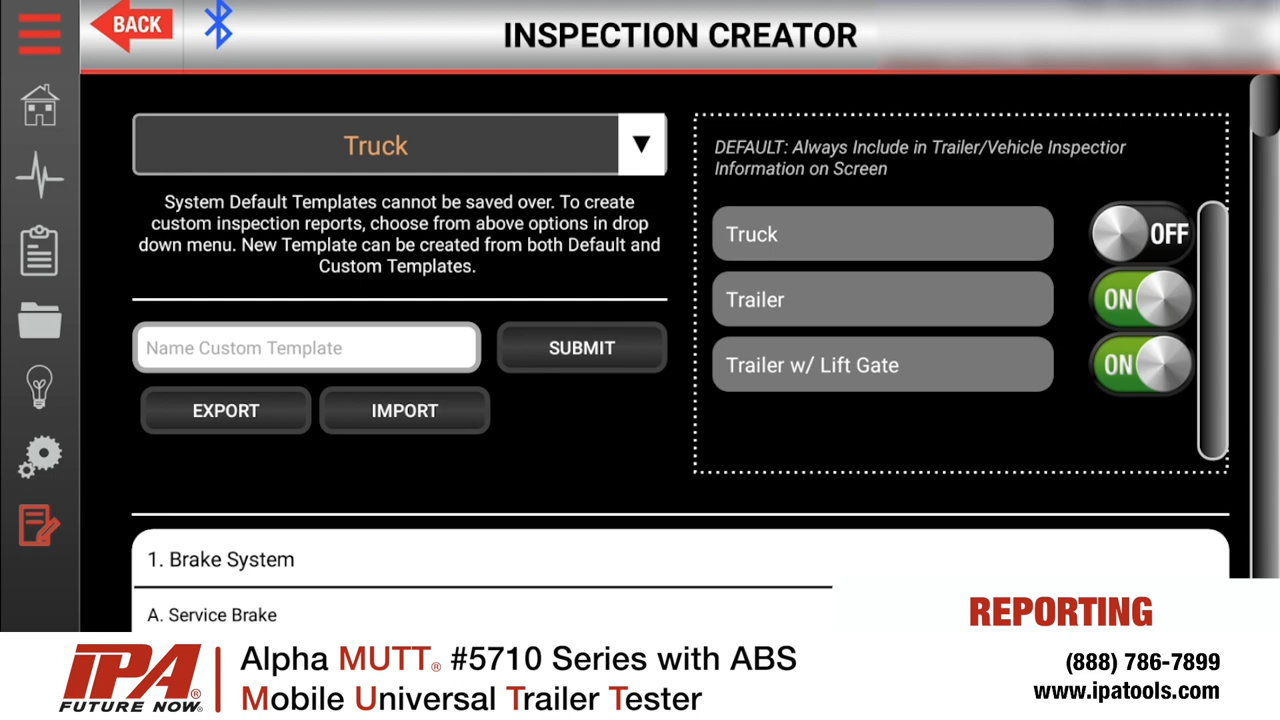 BACK
INSPECTION CREATOR
Truck
System Default Templates cannot be saved over. To create
custom inspection reports, choose from above options in drop
down menu. New Template can be created from both Default and
Custom Templates.
Name Custom Template
SUBMIT
EXPORT
IMPORT
DEFAULT: Always Include in Trailer/Vehicle Inspectior
Information on Screen
Truck
OFF
Trailer
ON
Trailer w/ Lift Gate
ON
1. Brake System
A. Service Brake
REPORTING
IPA®
FUTURE NOW®
Alpha MUTT® #5710 Series with ABS
Mobile Universal Trailer Tester
(888) 786-7899
www.ipatools.com